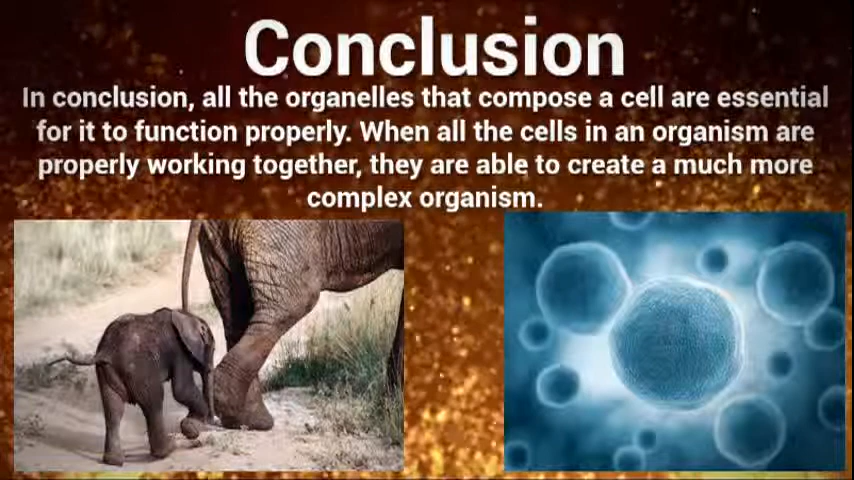 Conclusion
In conclusion, all the organelles that compose a cell are essential
for it to function properly. When all the cells in an organism are
properly working together, they are able to create a much more
complex organism.